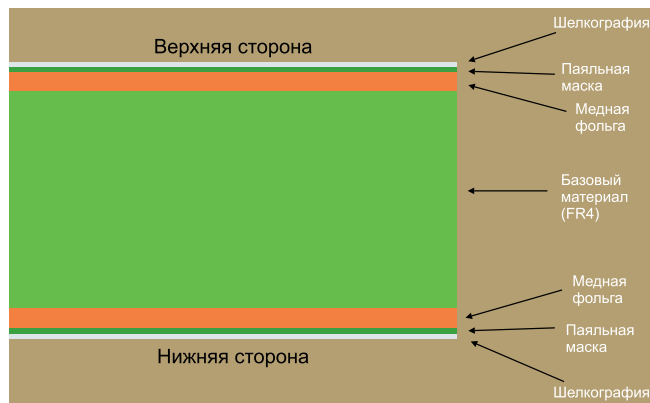 Шелкография
Верхняя сторона
Паяльная
маска
Медная
фольга
Базовый
материал
(FR4)
Медная
фольга
Паяльная
маска
Нижняя сторона
Шелкография